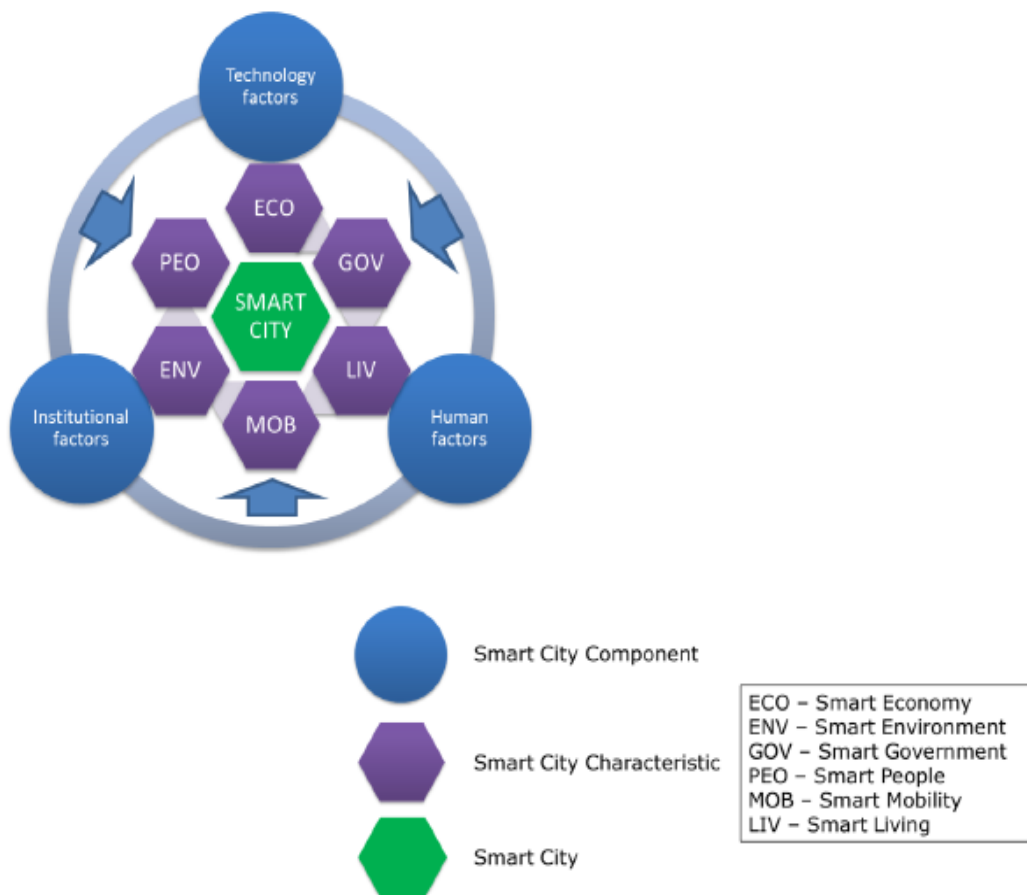 Technology
factors
ECO
PEO
GOV
SMART
CITY
ENV
LIV
MOB
Institutional
factors
Human
factors
Smart City Component
Smart City Characteristic
Smart City
ECO – Smart Economy
ENV – Smart Environment
GOV – Smart Government
PEO – Smart People
MOB – Smart Mobility
LIV – Smart Living